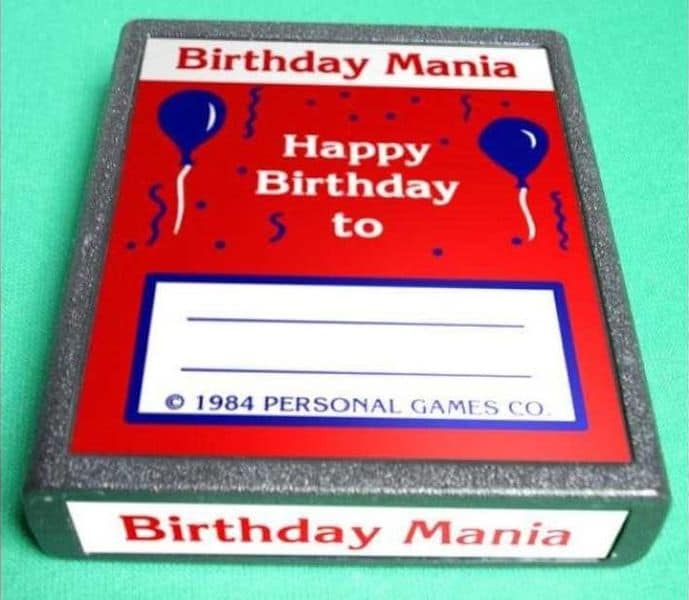 Birthday Mania
Happy
Birthday
to
© 1984 PERSONAL GAMES CO.
Birthday Mania